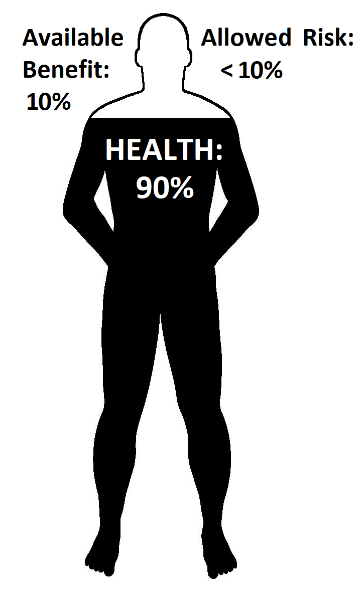 Available
Benefit:
10%
Allowed Risk:
< 10%
HEALTH:
90%